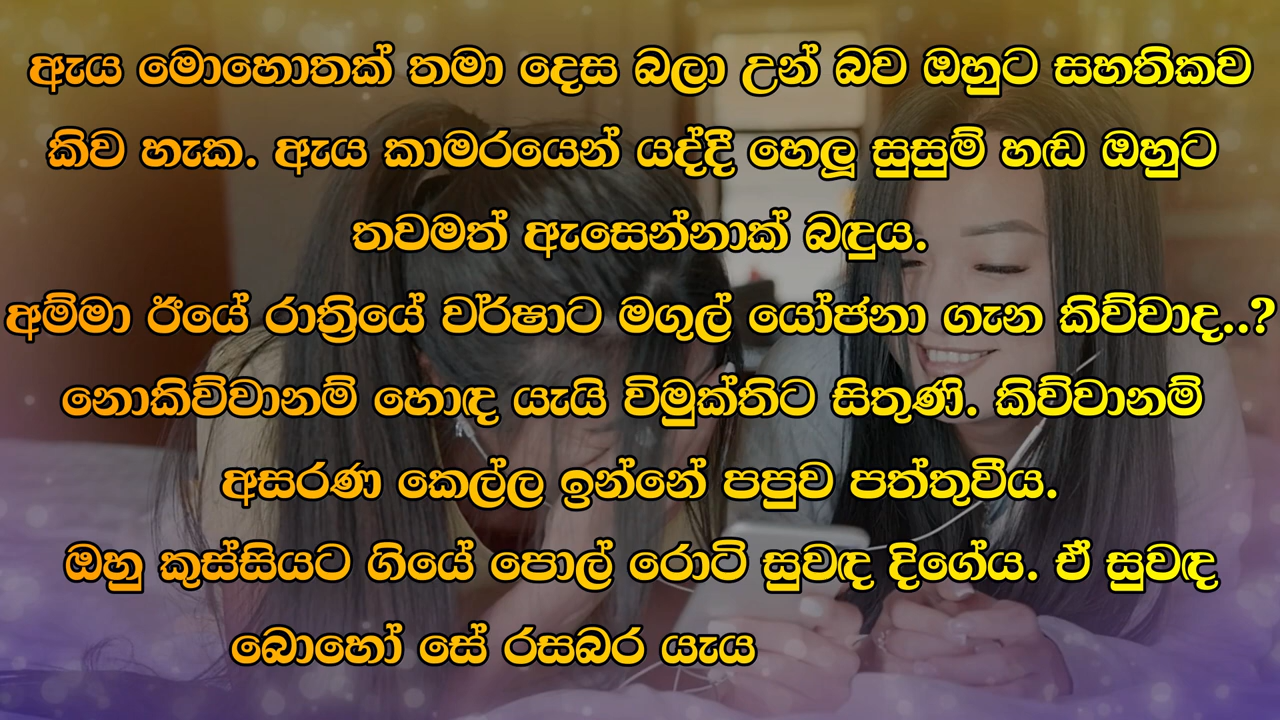 ඇය මොහොතක් තමා දෙස බලා උන් බව ඔහුට සහතිකව
කිව හැක. ඇය කාමරයෙන් යද්දී හෙලූ සුසුම් හඬ ඔහුට
තවමත් ඇසෙන්නාක් බඳුය.
අම්මා ඊයේ රාත්‍රියේ වර්ෂාට මගුල් යෝජනා ගැන කිව්වාද..?
නොකිව්වානම් හොඳ යැයි විමුක්තිට සිතුණි. කිව්වානම්
අසරණ කෙල්ල ඉන්නේ පපුව පත්තුවීය.
ඔහු කුස්සියට ගියේ පොල් රොටි සුවඳ දිගේය. ඒ සුවඳ
බොහෝ සේ රසබර යැය